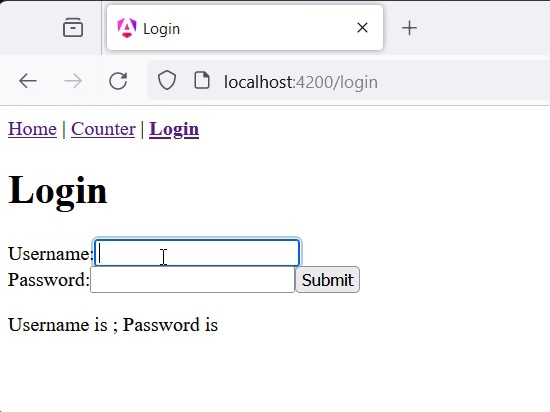 Login
localhost:4200/login
Home | Counter | Login
Login
Username:
Password: Submit
Username is ; Password is